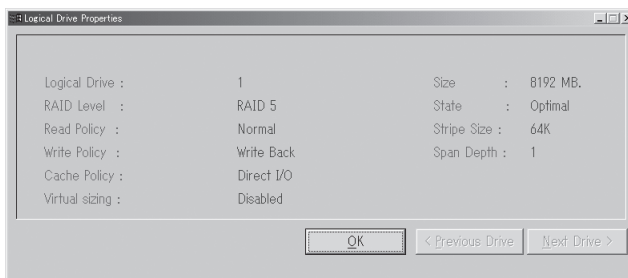 Logical Drive Properties
Logical Drive : 1 Size : 8192 MB.
RAID Level : RAID 5 State : Optimal
Read Policy : Normal Stripe Size : 64K
Write Policy : Write Back Span Depth : 1
Cache Policy : Direct I/O
Virtual sizing : Disabled
OK < Previous Drive Next Drive >